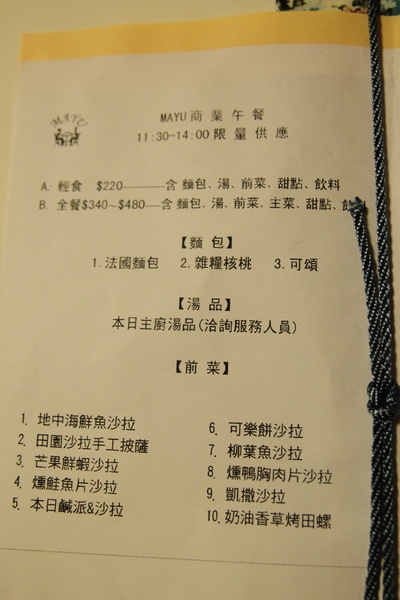 MAYU
MAYU 商業午餐
11:30-14:00 限量供應
A. 輕食 $220———含 麵包、湯、前菜、甜點、飲料
B. 全餐$340~$480—含 麵包、湯、前菜、主菜、甜點、飲
【麵 包】
1.法國麵包 2.雜糧核桃 3.可頌
【湯 品】
本日主廚湯品(洽詢服務人員)
【前 菜】
1. 地中海鮮魚沙拉
2. 田園沙拉手工披薩
3. 芒果鮮蝦沙拉
4. 燻鮭魚片沙拉
5. 本日鹹派&沙拉
6. 可樂餅沙拉
7. 柳葉魚沙拉
8. 燻鴨胸肉片沙拉
9. 凱撒沙拉
10. 奶油香草烤田螺